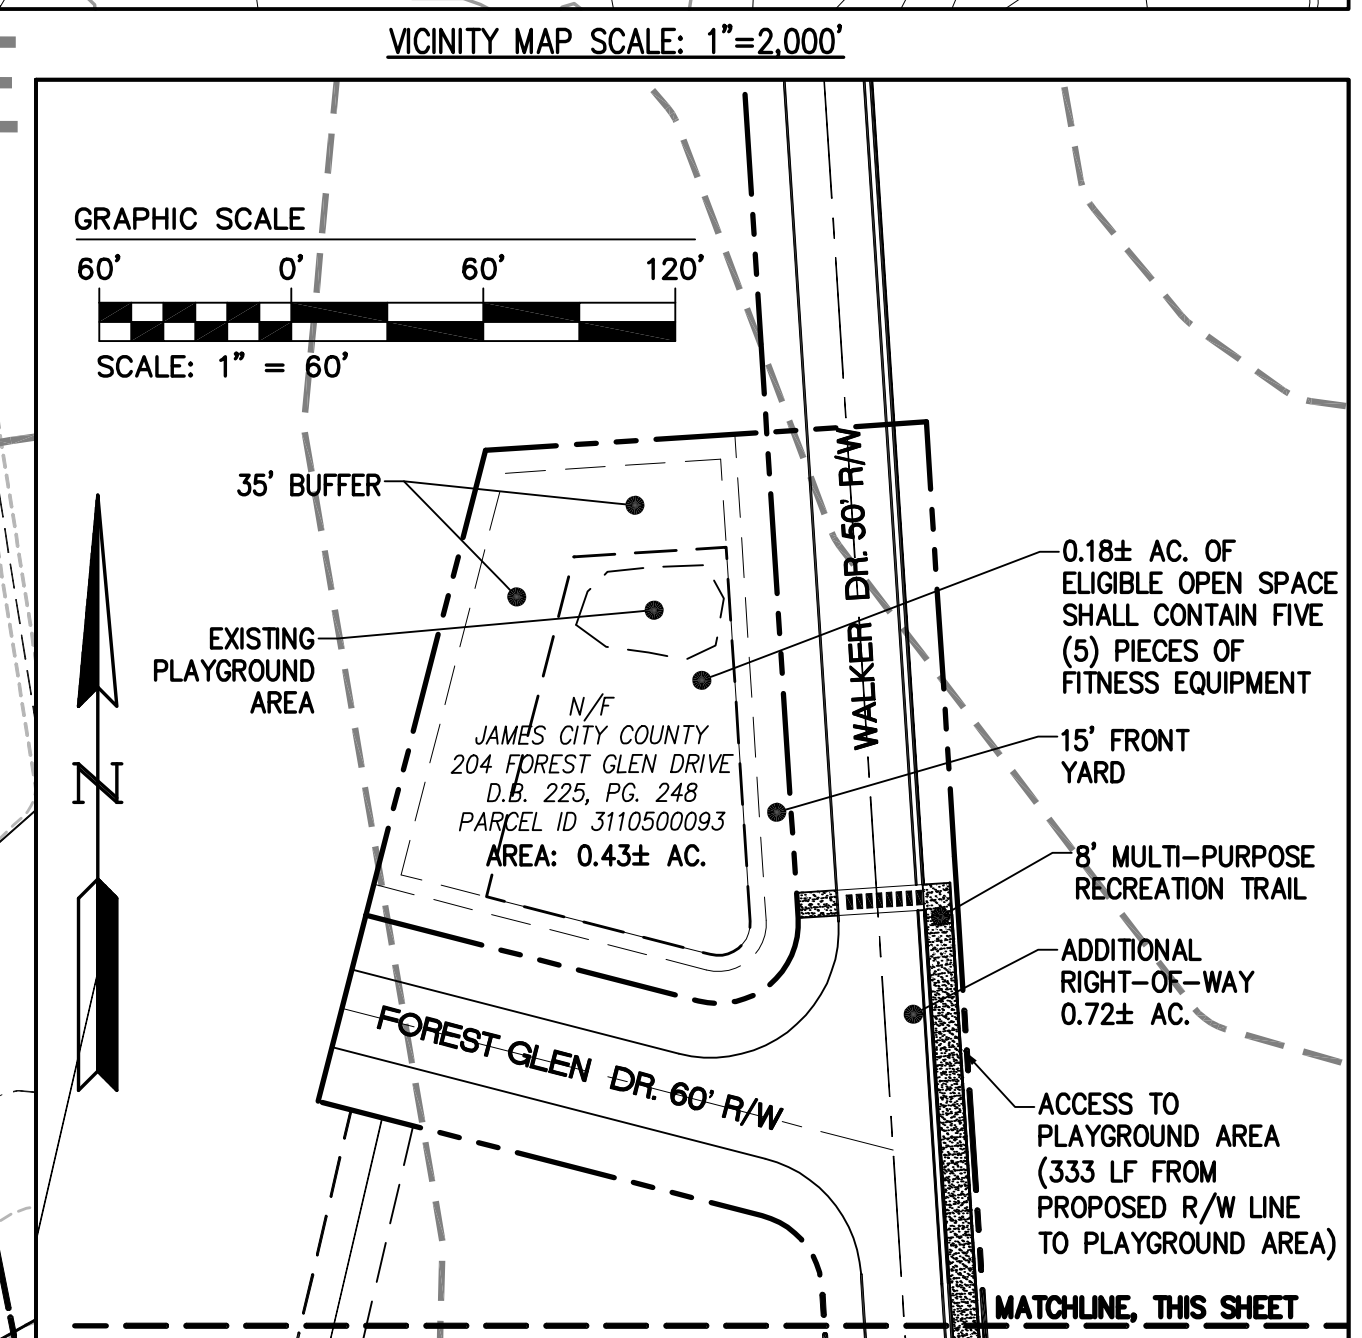 VICINITY MAP SCALE: 1"=2,000'
GRAPHIC SCALE
60' 0' 60' 120'
SCALE: 1" = 60'
35' BUFFER
EXISTING
PLAYGROUND
AREA
N/F
JAMES CITY COUNTY
204 FOREST GLEN DRIVE
D.B. 225, PG. 248
PARCEL ID 3110500093
AREA: 0.43± AC.
WALKER DR. 50' R/W
0.18± AC. OF
ELIGIBLE OPEN SPACE
SHALL CONTAIN FIVE
(5) PIECES OF
FITNESS EQUIPMENT
15' FRONT
YARD
8' MULTI-PURPOSE
RECREATION TRAIL
ADDITIONAL
RIGHT-OF-WAY
0.72± AC.
N
FOREST GLEN DR. 60' R/W
ACCESS TO
PLAYGROUND AREA
(333 LF FROM
PROPOSED R/W LINE
TO PLAYGROUND AREA)
MATCHLINE, THIS SHEET